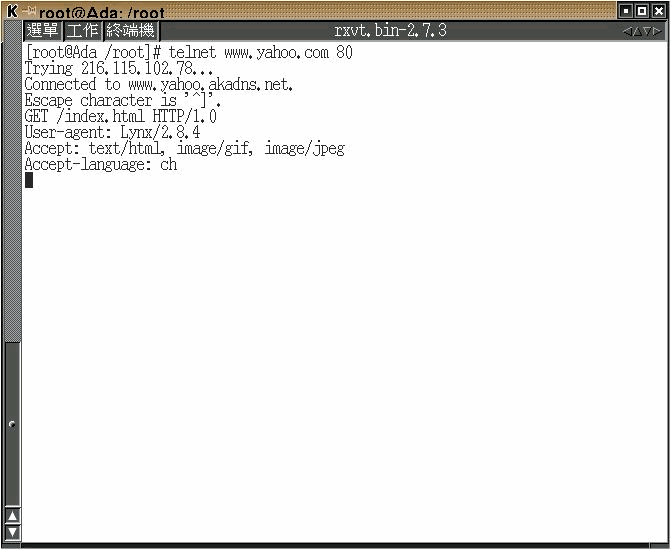 K root@Ada: /root
選單 工作 終端機 rxvt.bin-2.7.3
[root@Ada /root]# telnet www.yahoo.com 80
Trying 216.115.102.78...
Connected to www.yahoo.akadns.net.
Escape character is '^]'.
GET /index.html HTTP/1.0
User-agent: Lynx/2.8.4
Accept: text/html, image/gif, image/jpeg
Accept-language: ch